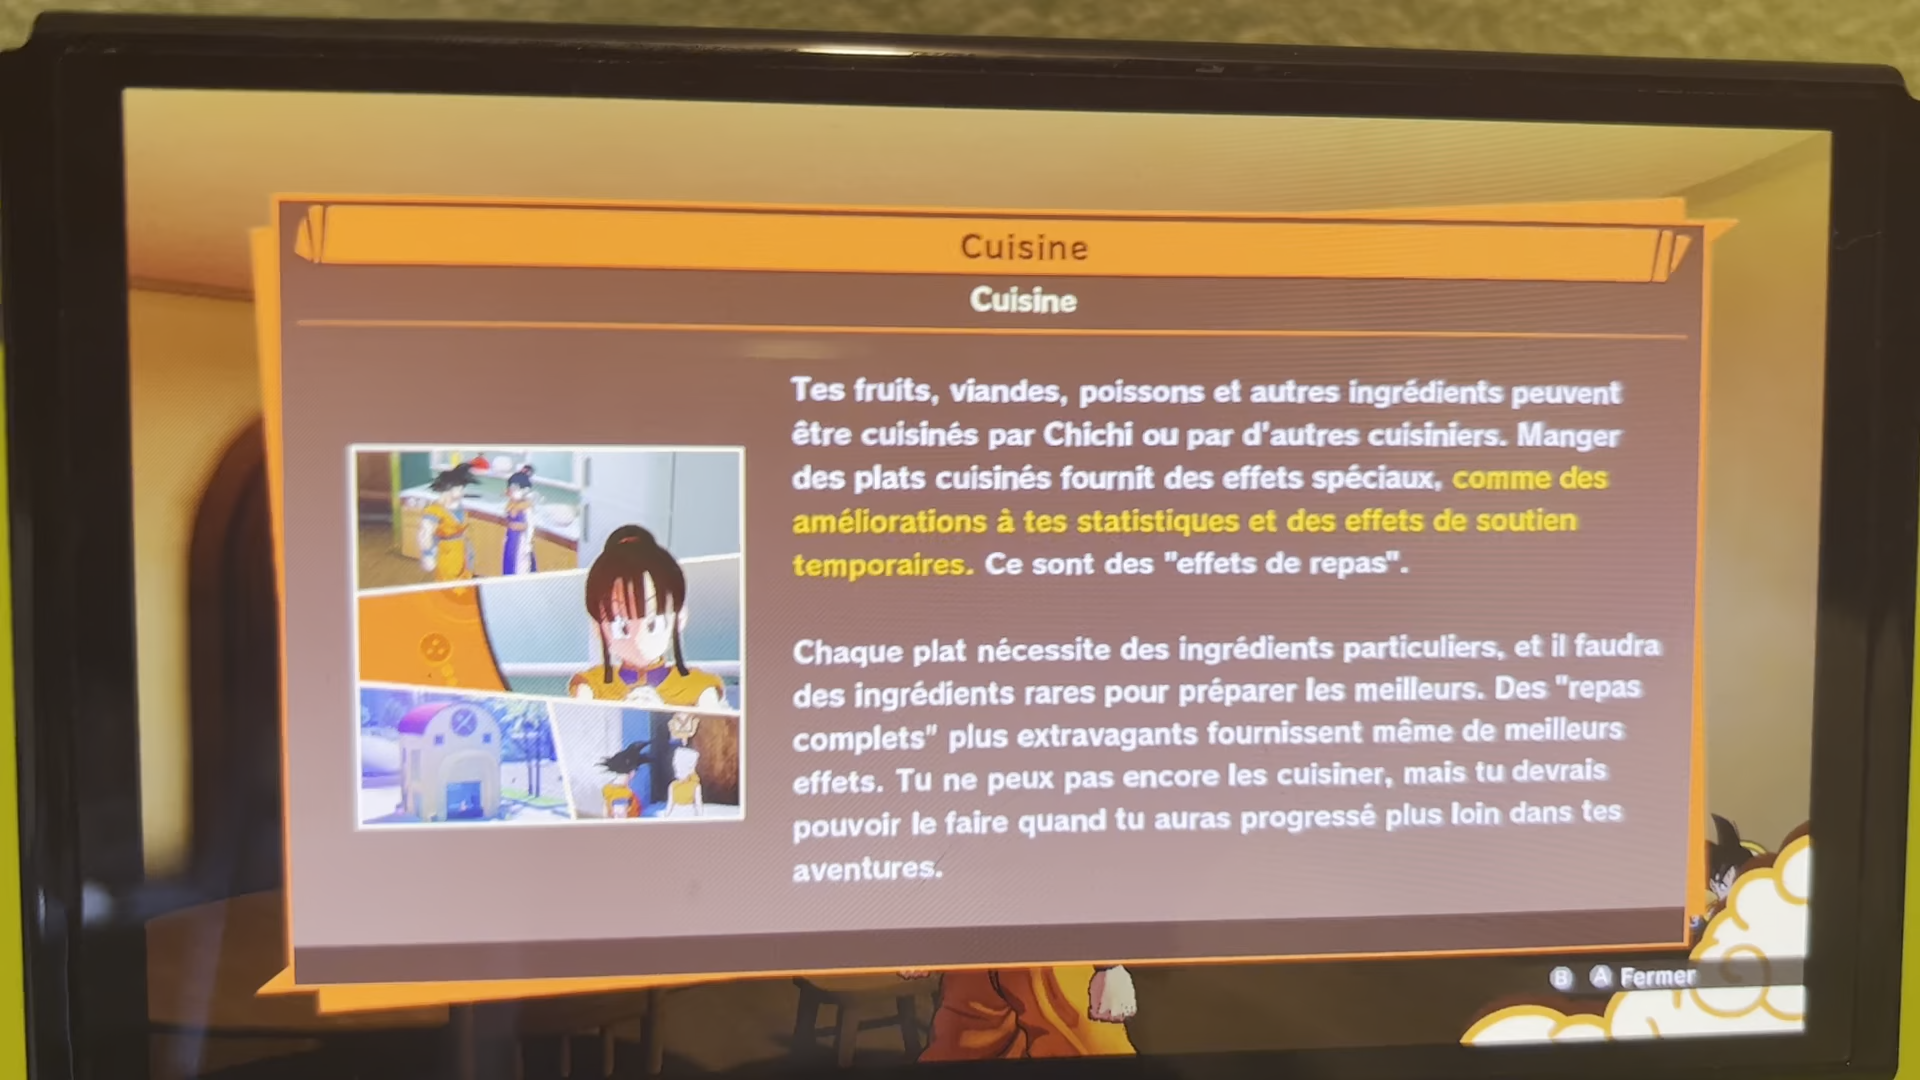 Cuisine
Cuisine
Tes fruits, viandes, poissons et autres ingrédients peuvent
être cuisinés par Chichi ou par d'autres cuisiniers. Manger
des plats cuisinés fournit des effets spéciaux, comme des
améliorations à tes statistiques et des effets de soutien
temporaires. Ce sont des "effets de repas".
Chaque plat nécessite des ingrédients particuliers, et il faudra
des ingrédients rares pour préparer les meilleurs. Des "repas
complets" plus extravagants fournissent même de meilleurs
effets. Tu ne peux pas encore les cuisiner, mais tu devrais
pouvoir le faire quand tu auras progressé plus loin dans tes
aventures.
B A Fermer